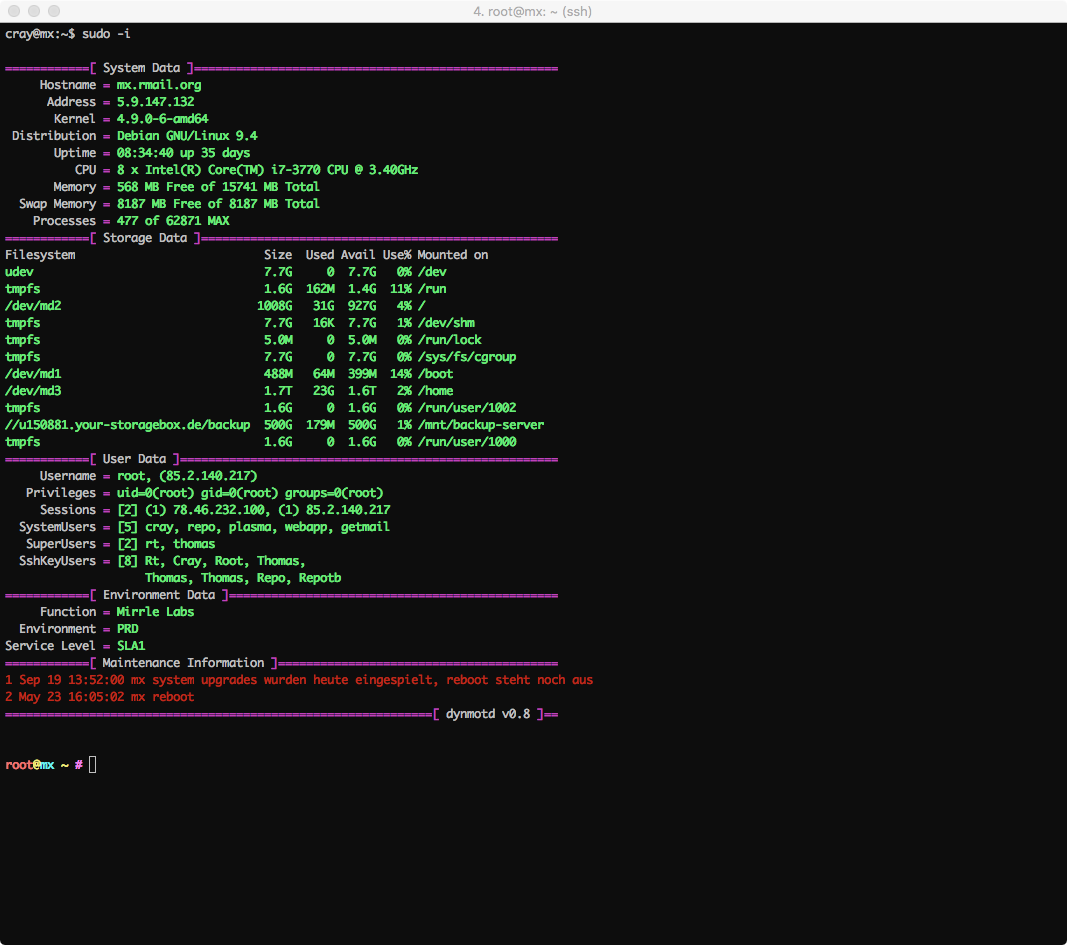 4. root@mx: ~ (ssh)
cray@mx:~$ sudo -i
============[ System Data ]====================================================
Hostname = mx.rmail.org
Address = 5.9.147.132
Kernel = 4.9.0-6-amd64
Distribution = Debian GNU/Linux 9.4
Uptime = 08:34:40 up 35 days
CPU = 8 x Intel(R) Core(TM) i7-3770 CPU @ 3.40GHz
Memory = 568 MB Free of 15741 MB Total
Swap Memory = 8187 MB Free of 8187 MB Total
Processes = 477 of 62871 MAX
============[ Storage Data ]===================================================
Filesystem Size Used Avail Use% Mounted on
udev 7.7G 0 7.7G 0% /dev
tmpfs 1.6G 162M 1.4G 11% /run
/dev/md2 1008G 31G 927G 4% /
tmpfs 7.7G 16K 7.7G 1% /dev/shm
tmpfs 5.0M 0 5.0M 0% /run/lock
tmpfs 7.7G 0 7.7G 0% /sys/fs/cgroup
/dev/md1 488M 64M 399M 14% /boot
/dev/md3 1.7T 23G 1.6T 2% /home
tmpfs 1.6G 0 1.6G 0% /run/user/1002
//u150881.your-storagebox.de/backup 500G 179M 500G 1% /mnt/backup-server
tmpfs 1.6G 0 1.6G 0% /run/user/1000
============[ User Data ]======================================================
Username = root, (85.2.140.217)
Privileges = uid=0(root) gid=0(root) groups=0(root)
Sessions = [2] (1) 78.46.232.100, (1) 85.2.140.217
SystemUsers = [5] cray, repo, plasma, webapp, getmail
SuperUsers = [2] rt, thomas
SshKeyUsers = [8] Rt, Cray, Root, Thomas,
Thomas, Thomas, Repo, Repotb
============[ Environment Data ]===============================================
Function = Mirrle Labs
Environment = PRD
Service Level = SLA1
============[ Maintenance Information ]========================================
1 Sep 19 13:52:00 mx system upgrades wurden heute eingespielt, reboot steht noch aus
2 May 23 16:05:02 mx reboot
=============================================================[ dynmotd v0.8 ]==
root@mx ~ #